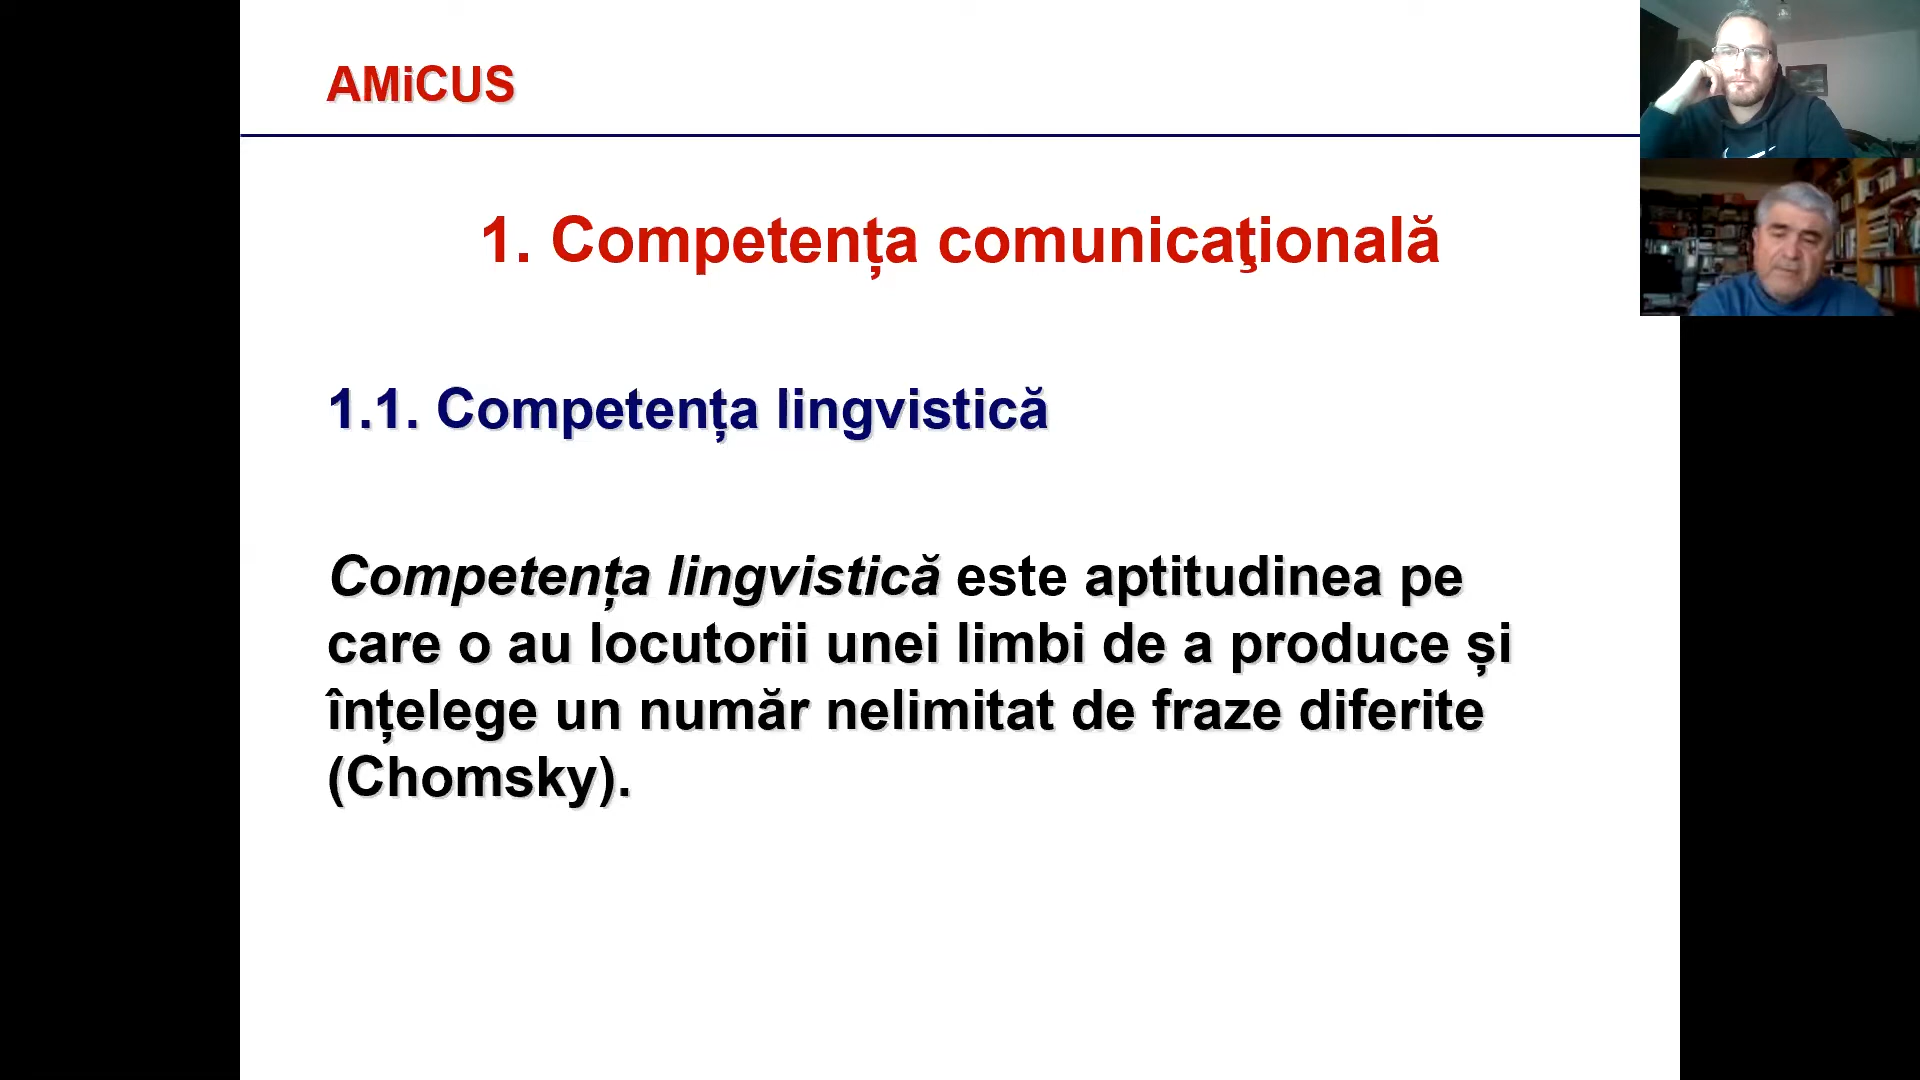 AMiCUS
1. Competența comunicaţională
1.1. Competența lingvistică
Competența lingvistică este aptitudinea pe
care o au locutorii unei limbi de a produce și
înțelege un număr nelimitat de fraze diferite
(Chomsky).